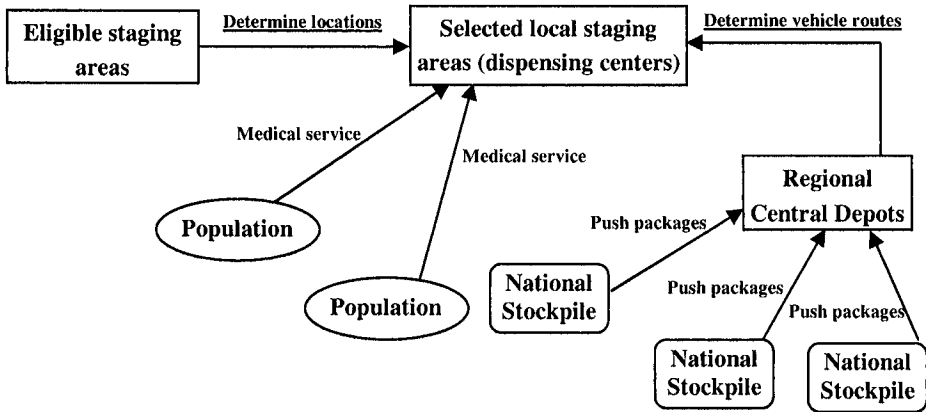 Eligible staging
areas
Determine locations
Selected local staging
areas (dispensing centers)
Determine vehicle routes
Medical service
Medical service
Population
Population
Regional
Central Depots
Push packages
National
Stockpile
Push packages
Push packages
National
Stockpile
National
Stockpile